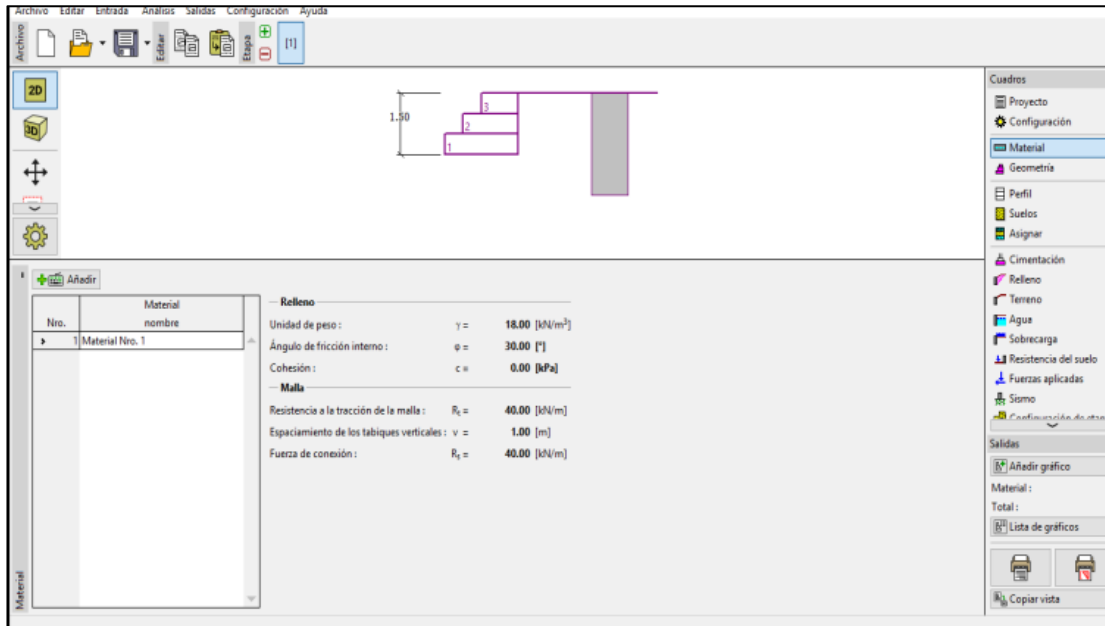 Archivo Editar Entrada Análisis Salidas Configuración Ayuda
Archivo
Editar
Etapa
[1]
2D
3D
1.50
3
2
1
Cuadros
Proyecto
Configuración
Material
Geometría
Perfil
Suelos
Asignar
Cimentación
Relleno
Terreno
Agua
Sobrecarga
Resistencia del suelo
Fuerzas aplicadas
Sismo
Configuración de etap
Añadir
Nro. Material nombre
1 Material Nro. 1
Relleno
Unidad de peso : γ = 18.00 [kN/m³]
Ángulo de fricción interno : φ = 30.00 [°]
Cohesión : c = 0.00 [kPa]
Malla
Resistencia a la tracción de la malla : Rt = 40.00 [kN/m]
Espaciamiento de los tabiques verticales : v = 1.00 [m]
Fuerza de conexión : Rt = 40.00 [kN/m]
Material
Salidas
Añadir gráfico
Material :
Total :
Lista de gráficos
Copiar vista